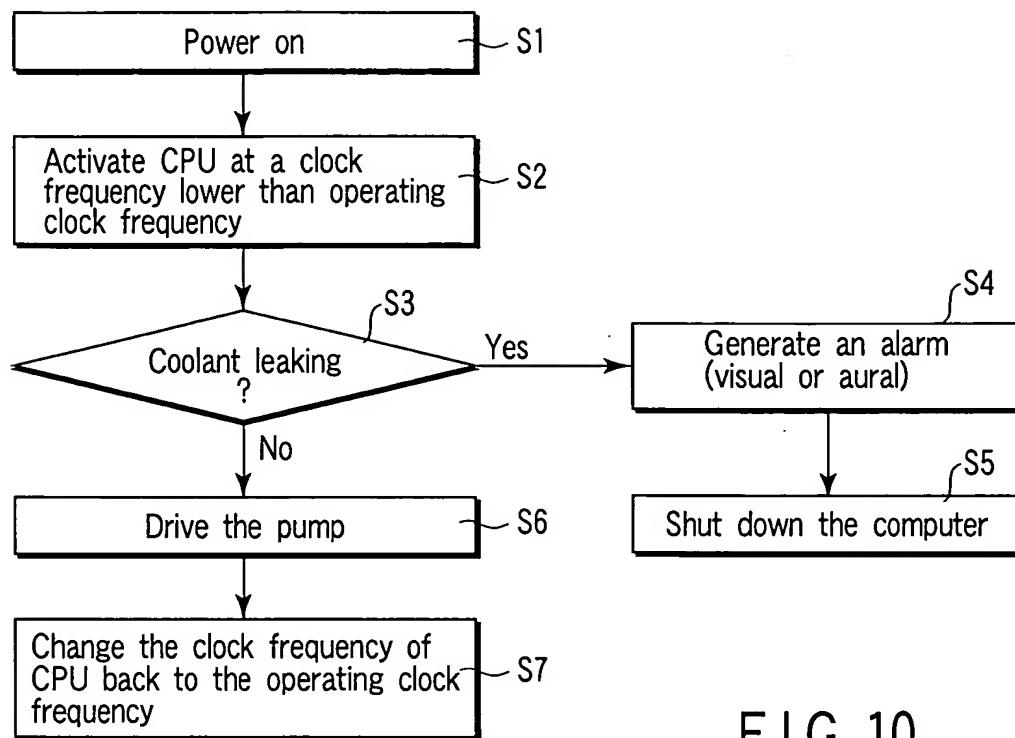 Power on
S1
Activate CPU at a clock
frequency lower than operating
clock frequency
S2
S3
Coolant leaking
?
Yes
No
S4
Generate an alarm
(visual or aural)
S5
Shut down the computer
Drive the pump
S6
Change the clock frequency of
CPU back to the operating clock
frequency
S7
FIG. 10